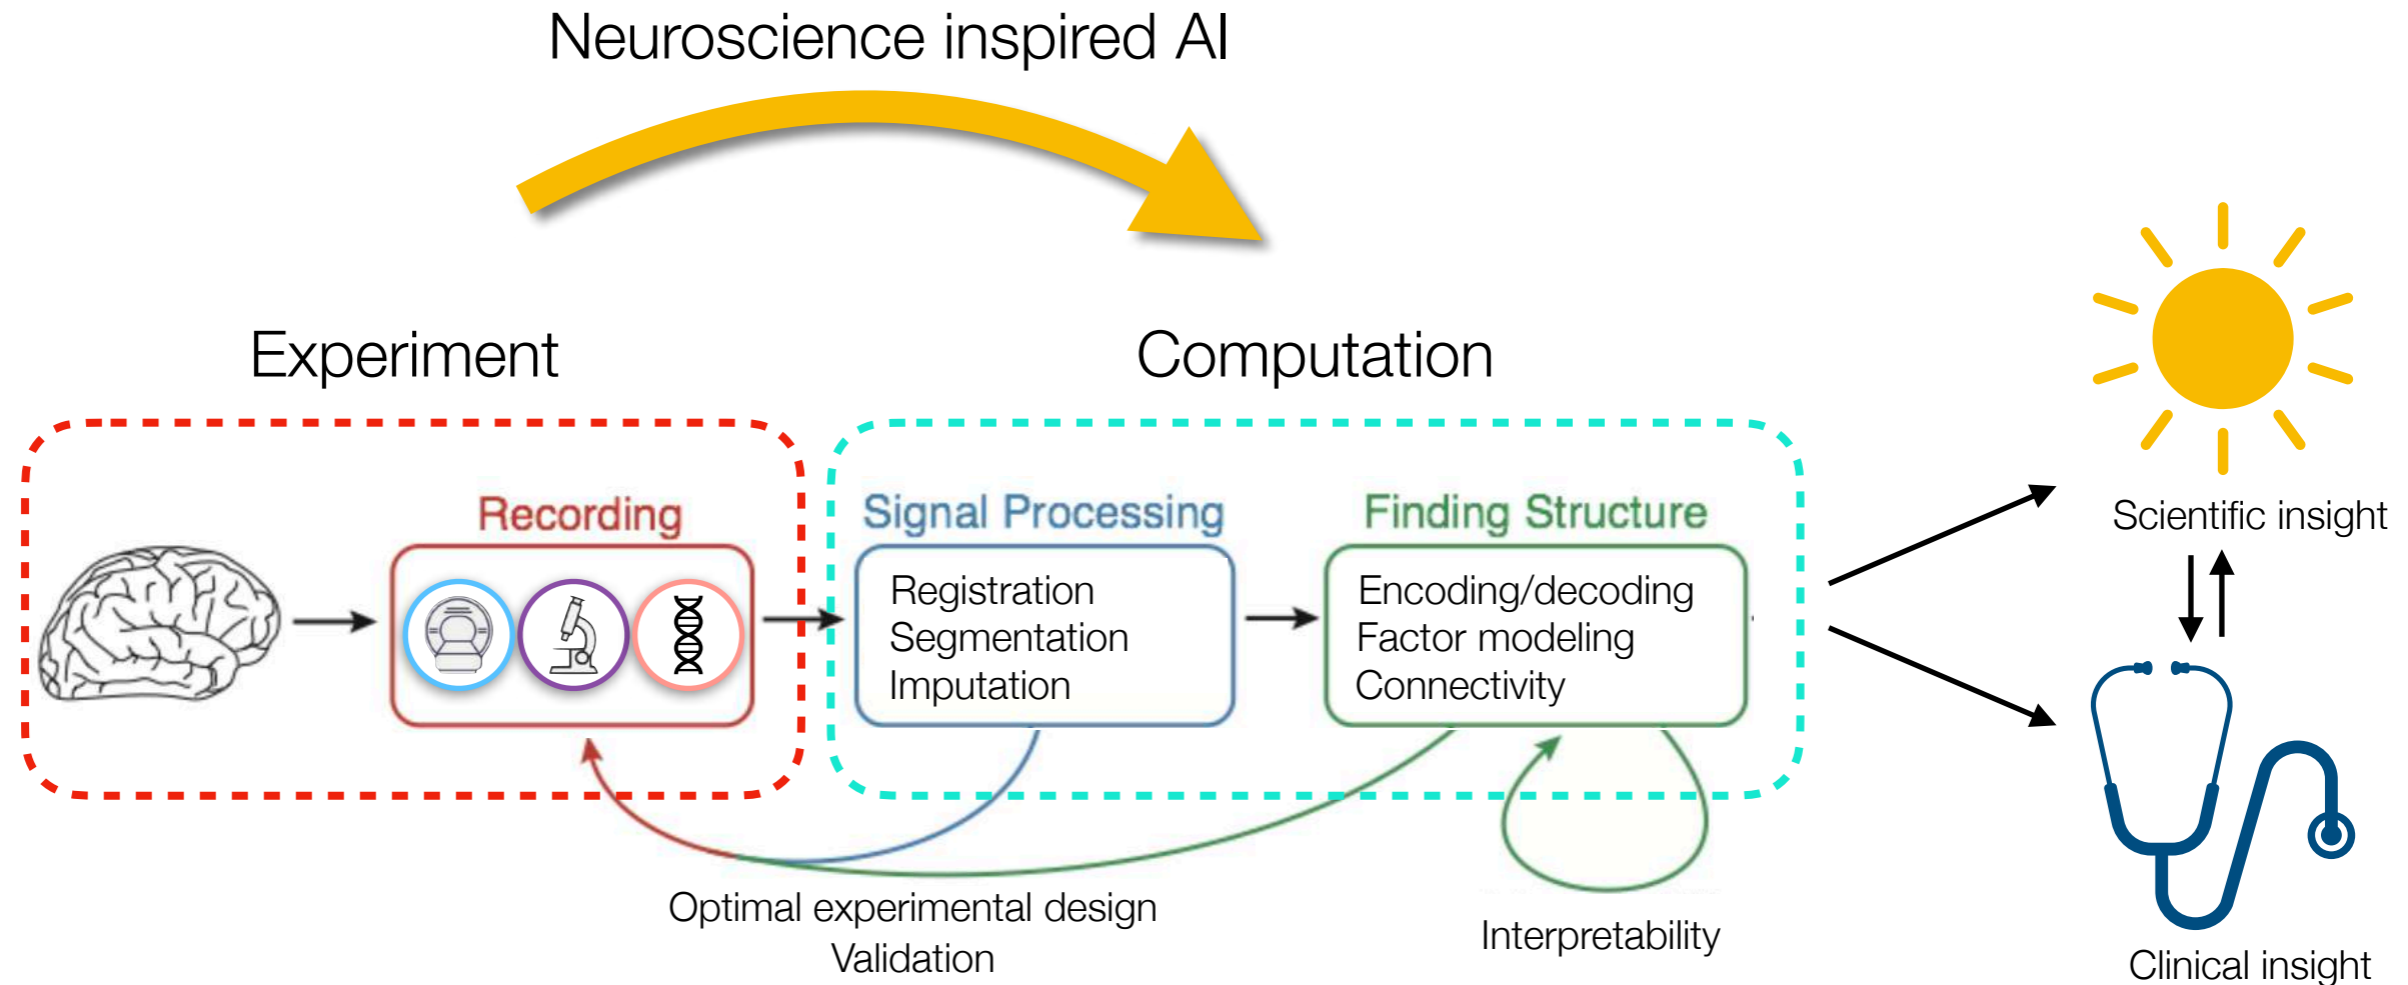 Neuroscience inspired AI
Experiment
Computation
Recording
Signal Processing
Registration
Segmentation
Imputation
Finding Structure
Encoding/decoding
Factor modeling
Connectivity
Optimal experimental design
Validation
Interpretability
Scientific insight
Clinical insight